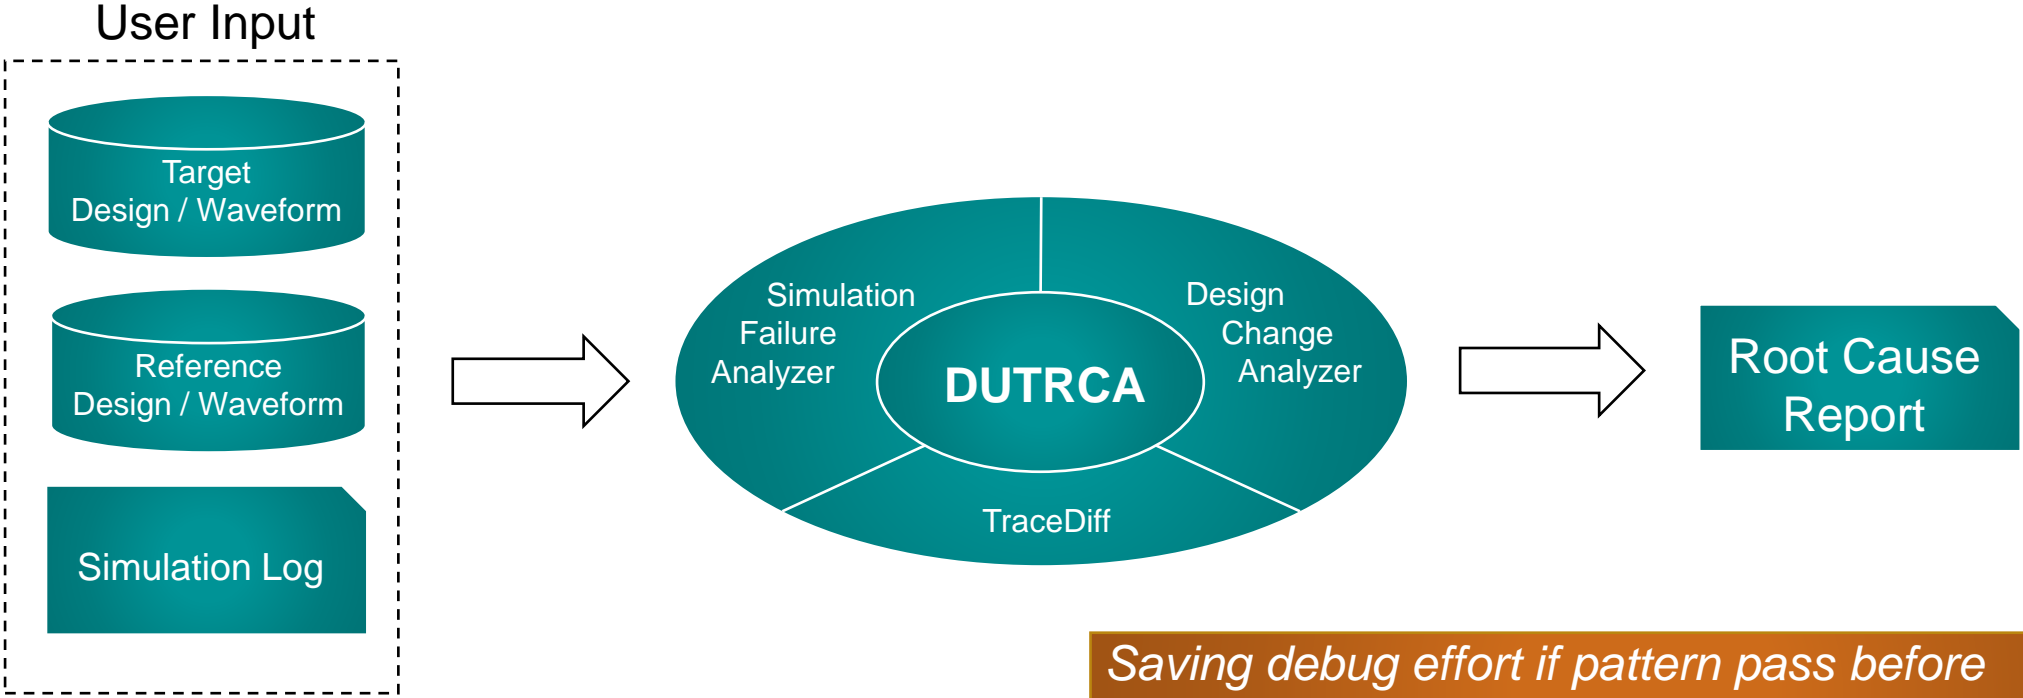 User Input
Target
Design / Waveform
Reference
Design / Waveform
Simulation Log
Simulation
Failure
Analyzer
Design
Change
Analyzer
DUTRCA
TraceDiff
Root Cause
Report
Saving debug effort if pattern pass before